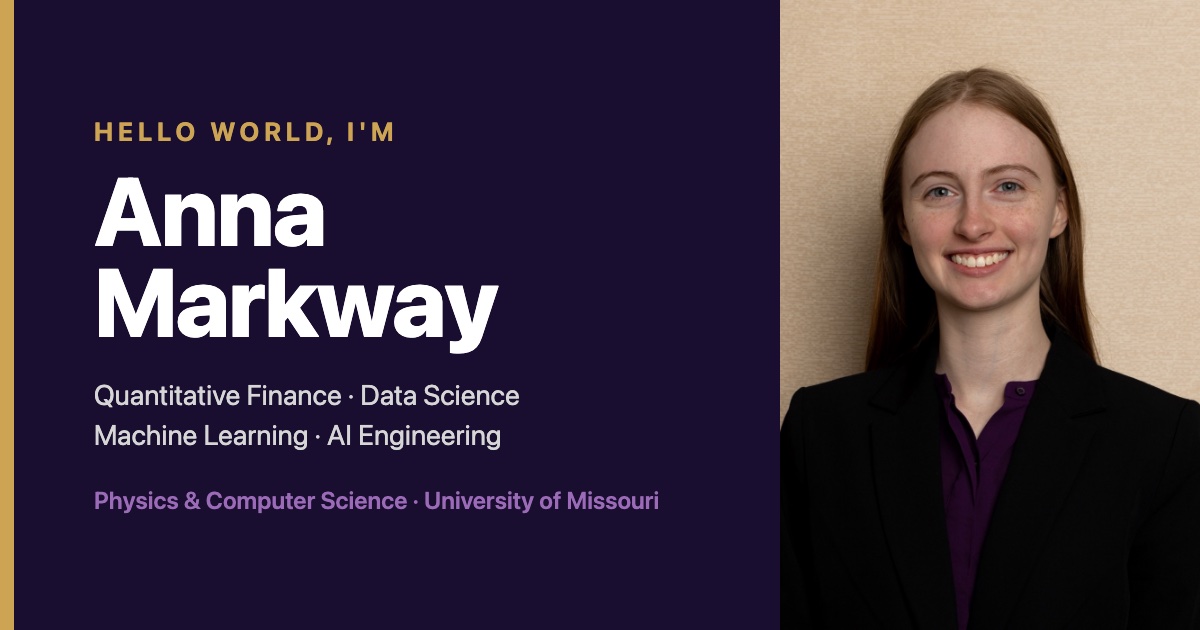 HELLO WORLD, I'M
Anna
Markway
Quantitative Finance · Data Science
Machine Learning · AI Engineering
Physics & Computer Science · University of Missouri